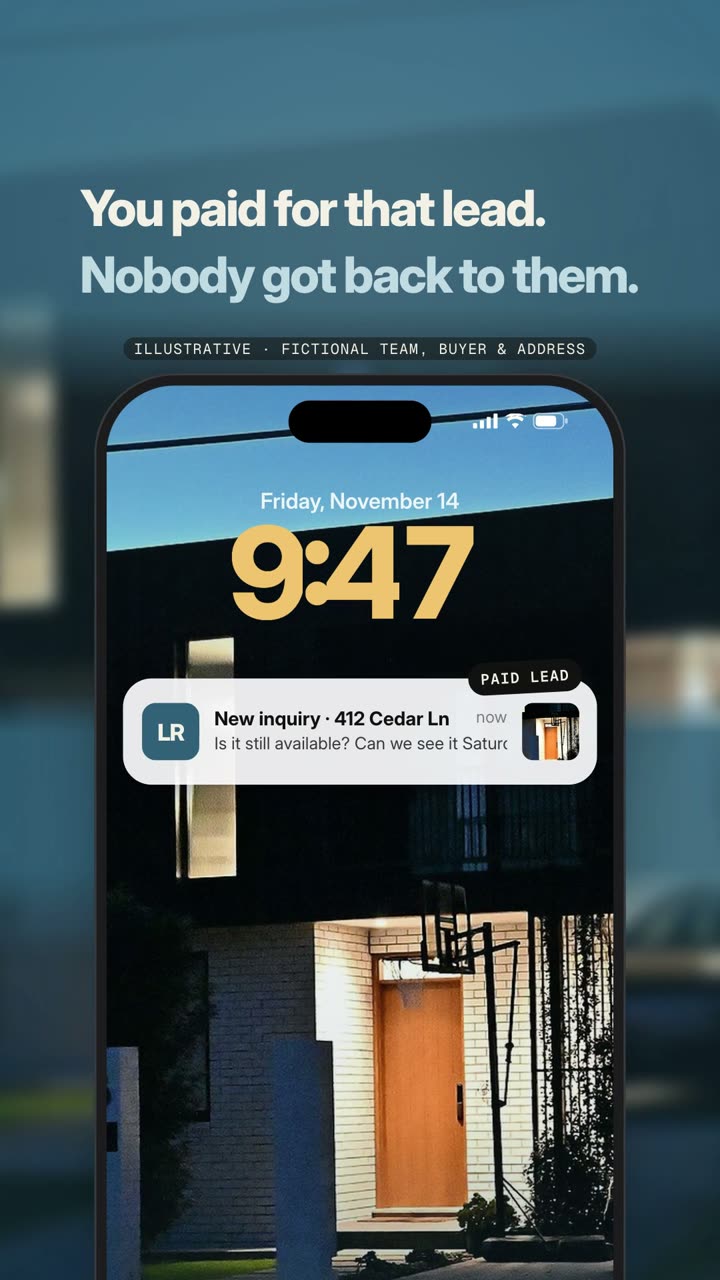 You paid for that lead.
Nobody got back to them.
ILLUSTRATIVE · FICTIONAL TEAM, BUYER & ADDRESS
Friday, November 14
9:47
PAID LEAD
LR
New inquiry · 412 Cedar Ln
now
Is it still available? Can we see it